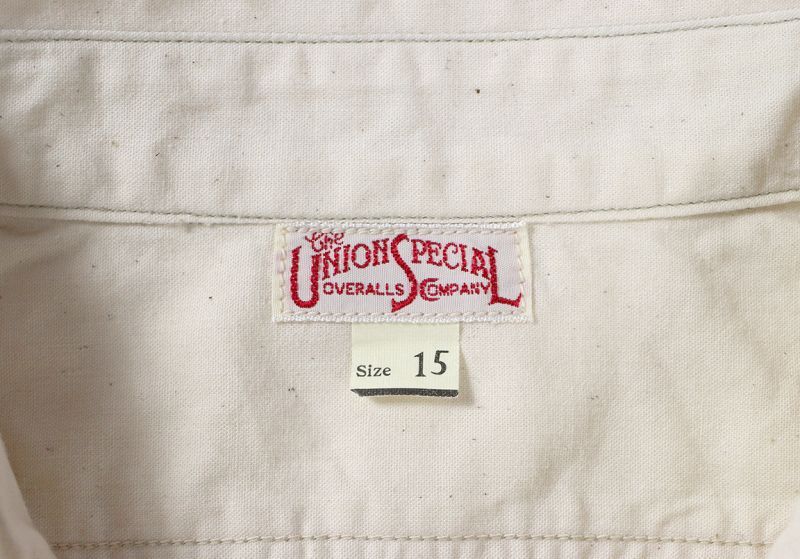 The
UNION SPECIAL
OVERALLS COMPANY
Size 15